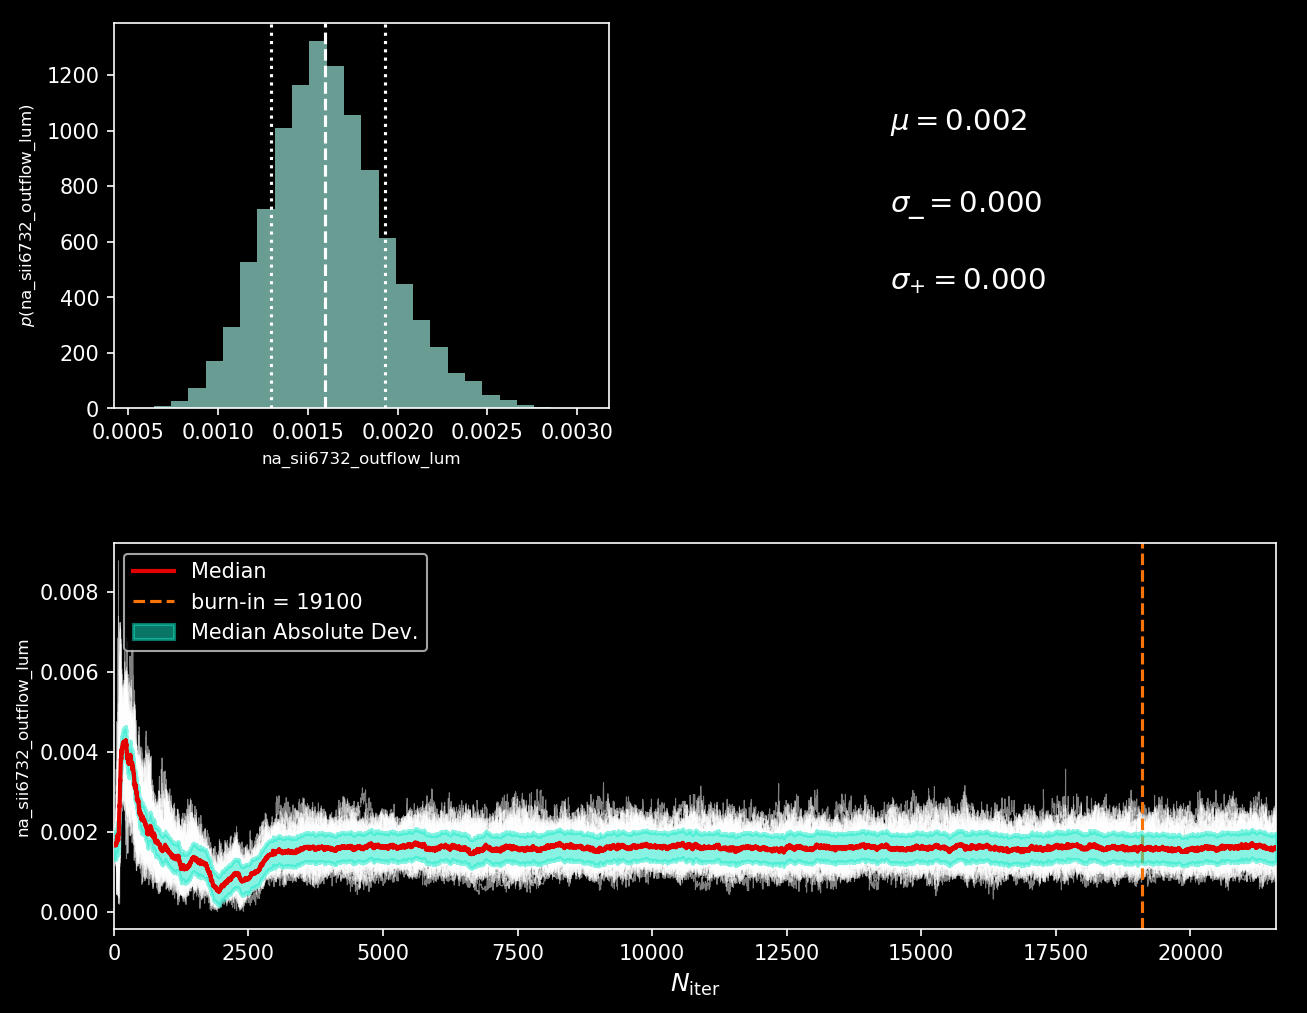 p(na_sii6732_outflow_lum)
1200
1000
800
600
400
200
0
0.0005 0.0010 0.0015 0.0020 0.0025 0.0030
na_sii6732_outflow_lum
μ = 0.002
σ₋ = 0.000
σ₊ = 0.000
na_sii6732_outflow_lum
0.008
0.006
0.004
0.002
0.000
Median
burn-in = 19100
Median Absolute Dev.
0 2500 5000 7500 10000 12500 15000 17500 20000
N_iter